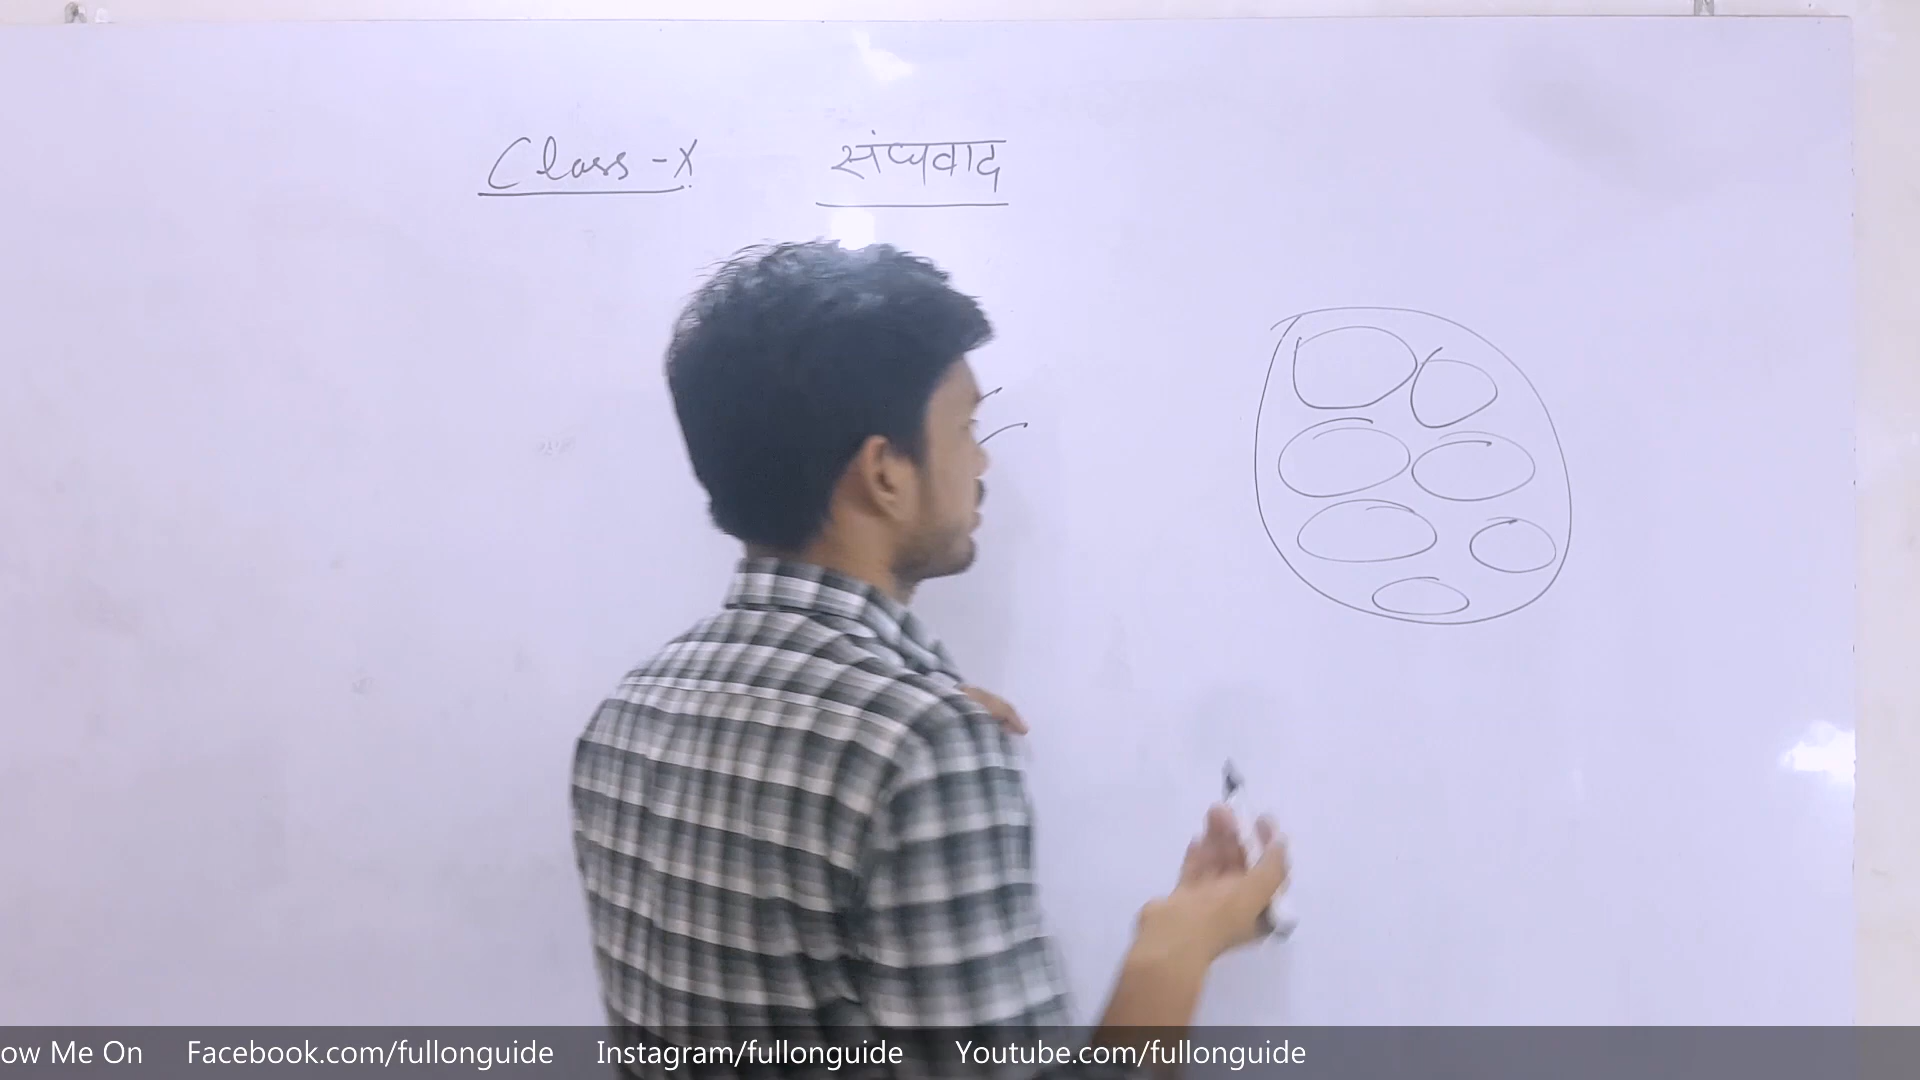 Class - X संघवाद
ow Me On Facebook.com/fullonguide Instagram/fullonguide Youtube.com/fullonguide